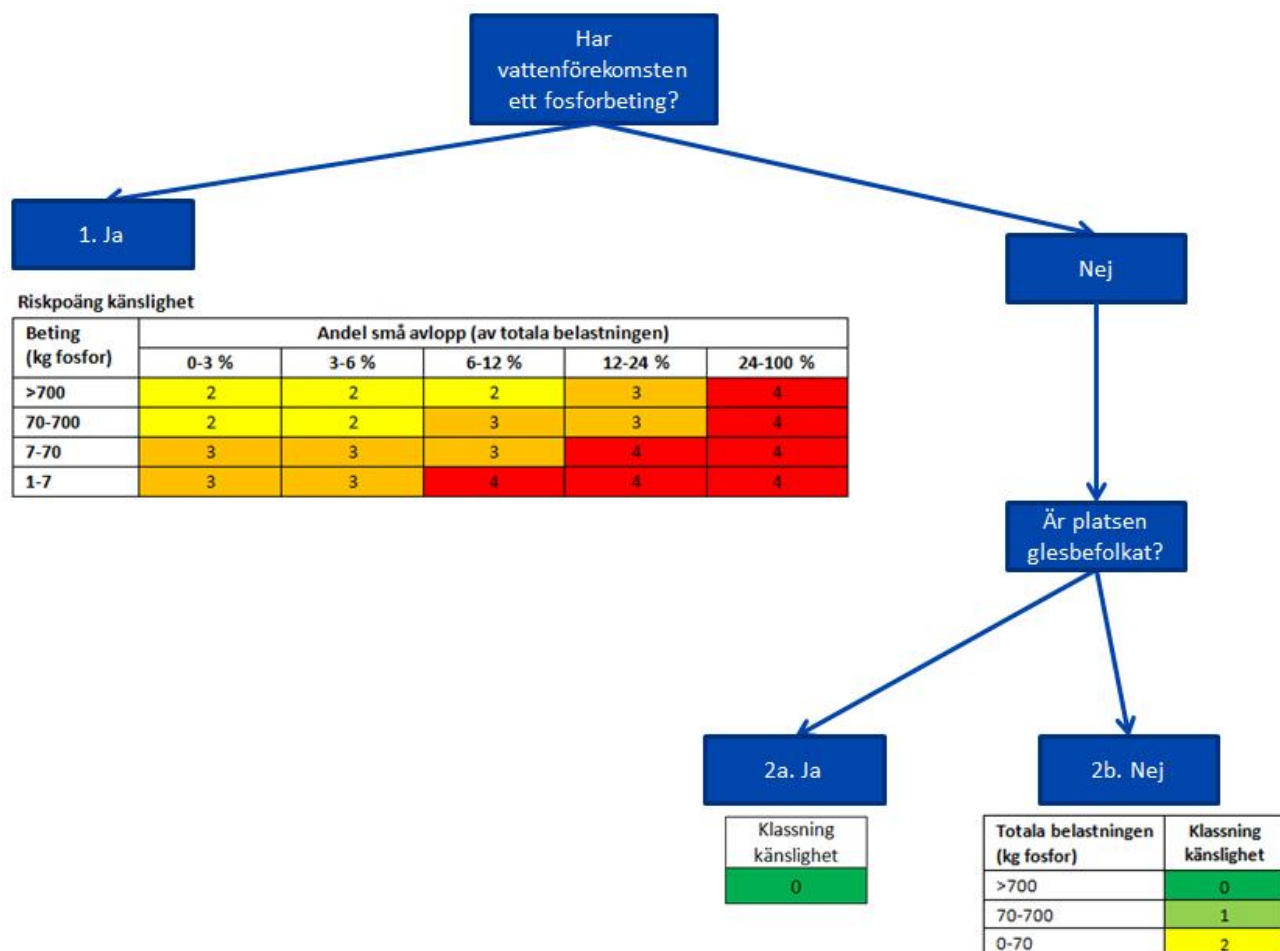 Har
vattenförekomsten
ett fosforbeting?
1. Ja
Nej
Riskpoäng känslighet
Beting
(kg fosfor)
Andel små avlopp (av totala belastningen)
0-3 % 3-6 % 6-12 % 12-24 % 24-100 %
>700 2 2 2 3 4
70-700 2 2 3 3 4
7-70 3 3 3 4 4
1-7 3 3 4 4 4
Är platsen
glesbefolkat?
2a. Ja
Klassning
känslighet
0
2b. Nej
Totala belastningen Klassning
(kg fosfor) känslighet
>700 0
70-700 1
0-70 2